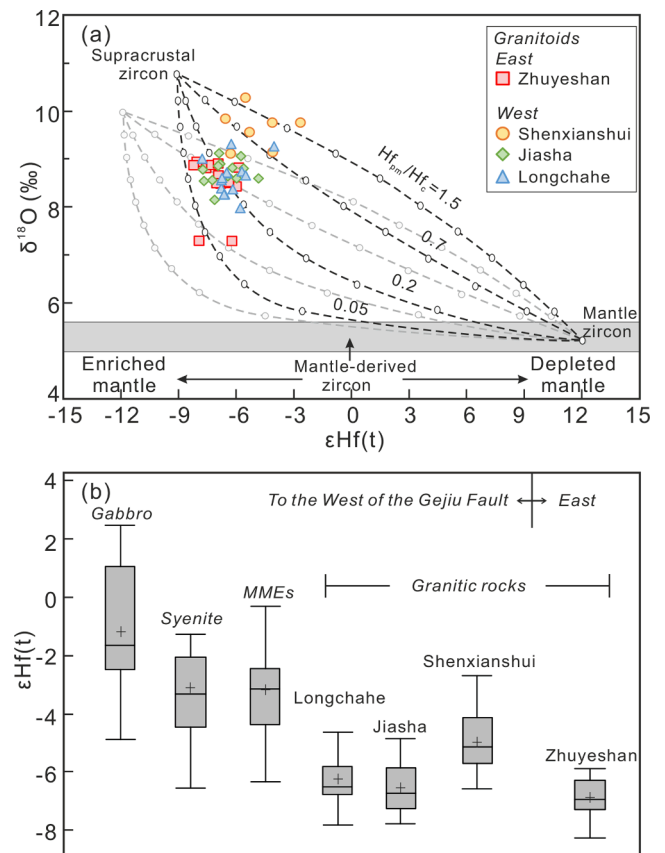 (a)
Supracrustal
zircon
Granitoids
East
Zhuyeshan
West
Shenxianshui
Jiasha
Longchahe
Hfpm/Hfc=1.5
0.7
0.2
0.05
Mantle
zircon
Enriched
mantle
Mantle-derived
zircon
Depleted
mantle
δ18O (‰)
12
10
8
6
4
-15 -12 -9 -6 -3 0 3 6 9 12 15
εHf(t)
(b)
To the West of the Gejiu Fault East
Gabbro
Granitic rocks
Syenite
MMEs
Shenxianshui
Longchahe
Jiasha
Zhuyeshan
εHf(t)
4
2
0
-2
-4
-6
-8